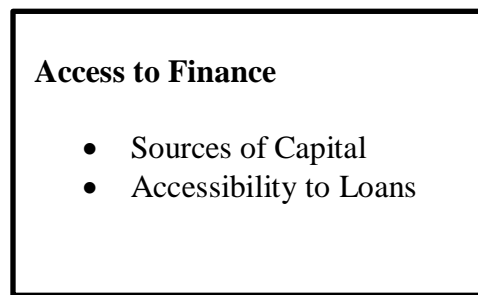 Access to Finance
• Sources of Capital
• Accessibility to Loans